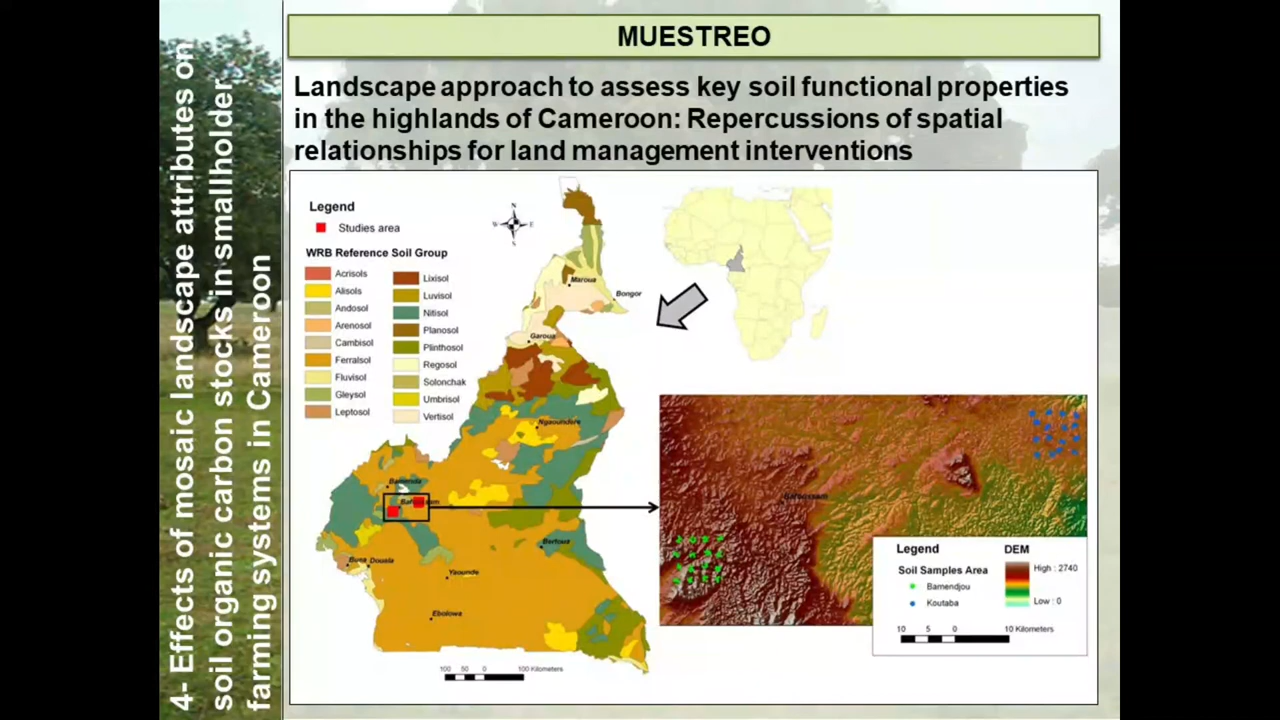 4- Effects of mosaic landscape attributes on
soil organic carbon stocks in smallholder
farming systems in Cameroon
MUESTREO
Landscape approach to assess key soil functional properties
in the highlands of Cameroon: Repercussions of spatial
relationships for land management interventions
Legend
Studies area
WRB Reference Soil Group
Acrisols
Alisols
Andosol
Arenosol
Cambisol
Ferralsol
Fluvisol
Gleysol
Leptosol
Lixisol
Luvisol
Nitisol
Planosol
Plinthosol
Regosol
Solonchak
Umbrisol
Vertisol
N
W
E
S
Maroua
Bongor
Garoua
Ngaoundere
Bamenda
Bertoua
Buea
Douala
Yaounde
Ebolowa
100 50 0 100 Kilometers
Bafoussam
Legend
Soil Samples Area
Bamendjou
Koutaba
DEM
High : 2740
Low : 0
10 5 0 10 Kilometers